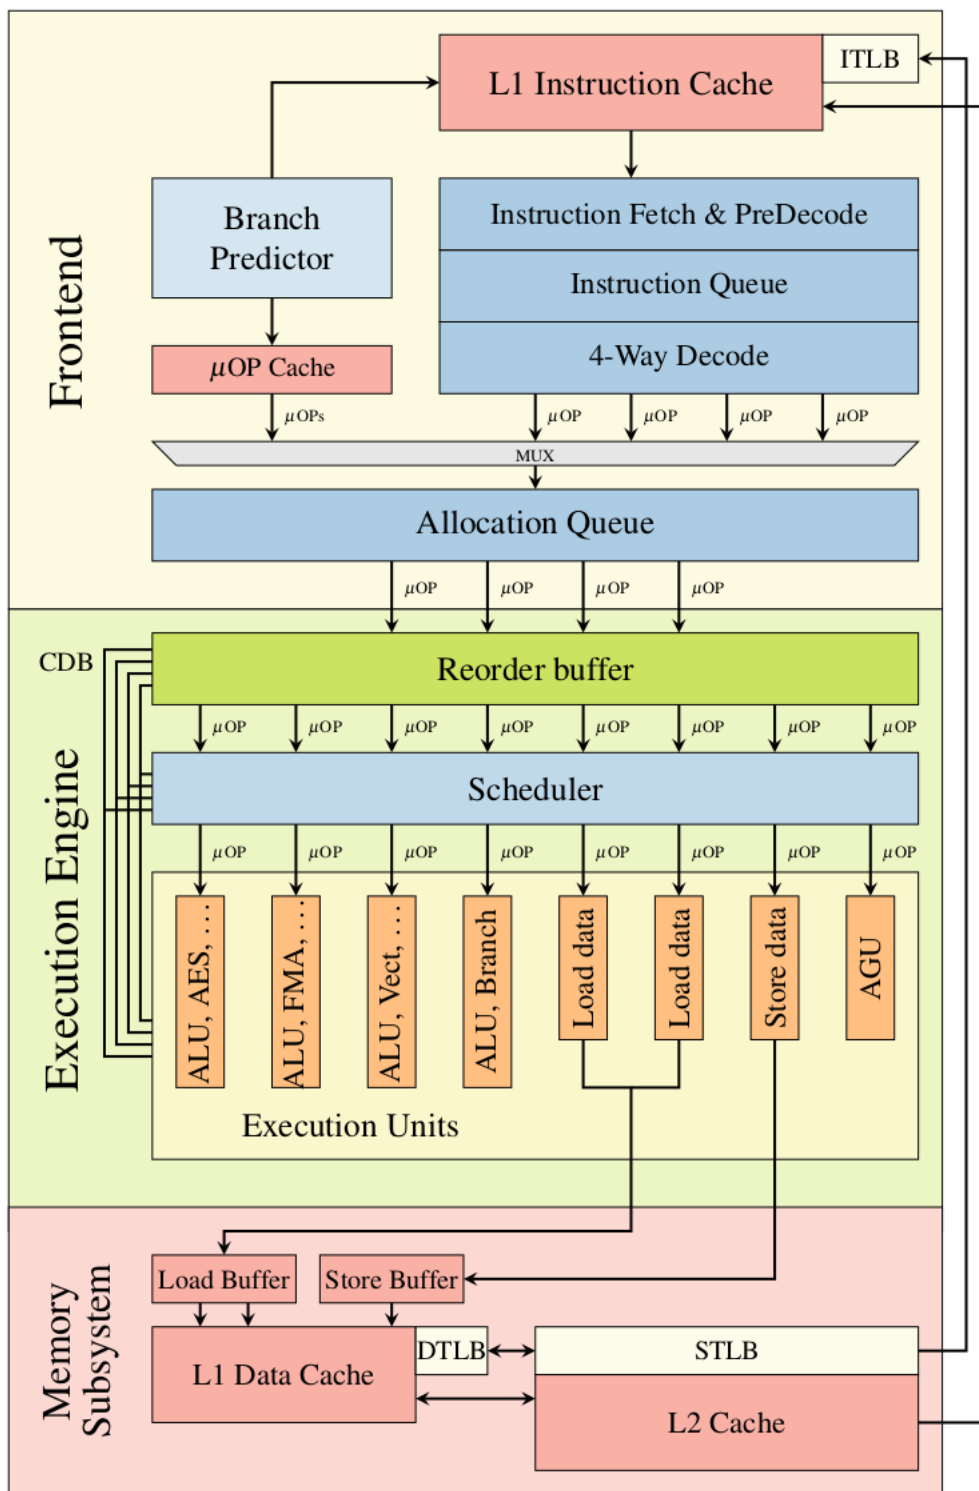 Frontend
L1 Instruction Cache
ITLB
Branch
Predictor
Instruction Fetch & PreDecode
Instruction Queue
4-Way Decode
μOP Cache
μOPs
μOP
μOP
μOP
μOP
MUX
Allocation Queue
μOP
μOP
μOP
μOP
Execution Engine
CDB
Reorder buffer
μOP
μOP
μOP
μOP
μOP
μOP
μOP
μOP
Scheduler
μOP
μOP
μOP
μOP
μOP
μOP
μOP
μOP
ALU, AES, …
ALU, FMA, …
ALU, Vect, …
ALU, Branch
Load data
Load data
Store data
AGU
Execution Units
Memory
Subsystem
Load Buffer
Store Buffer
L1 Data Cache
DTLB
STLB
L2 Cache